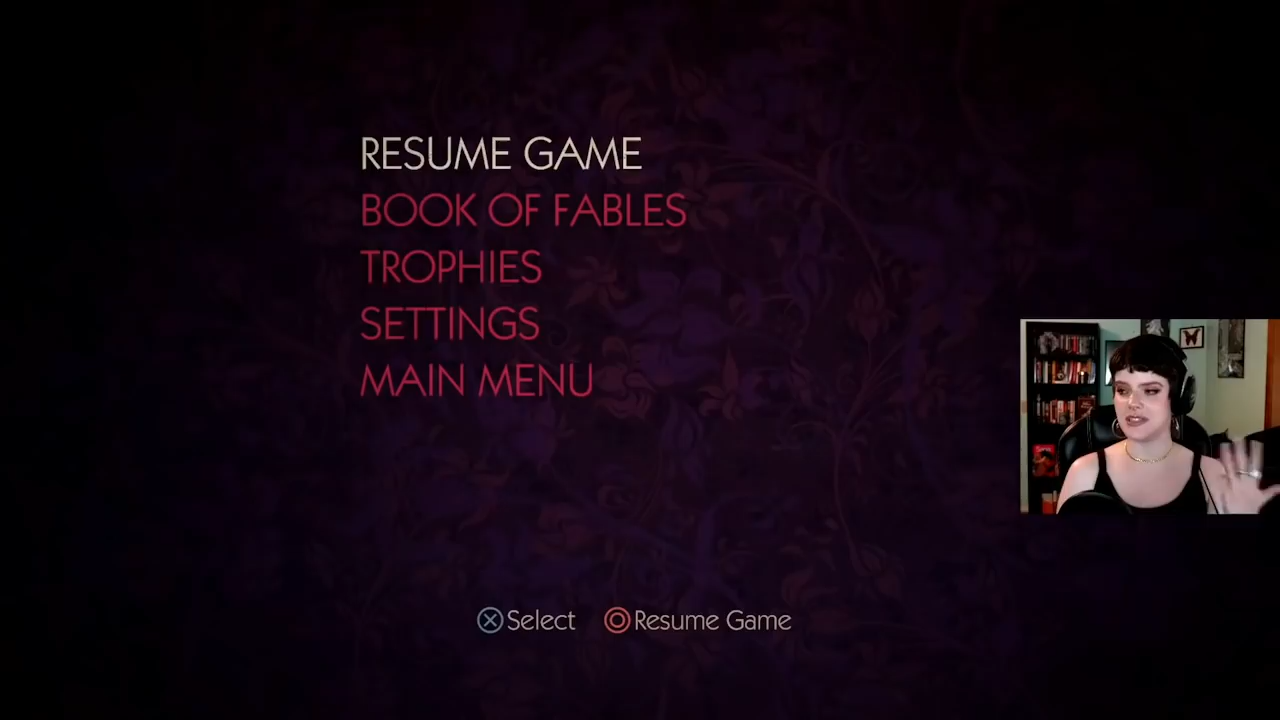 RESUME GAME
BOOK OF FABLES
TROPHIES
SETTINGS
MAIN MENU
Select Resume Game